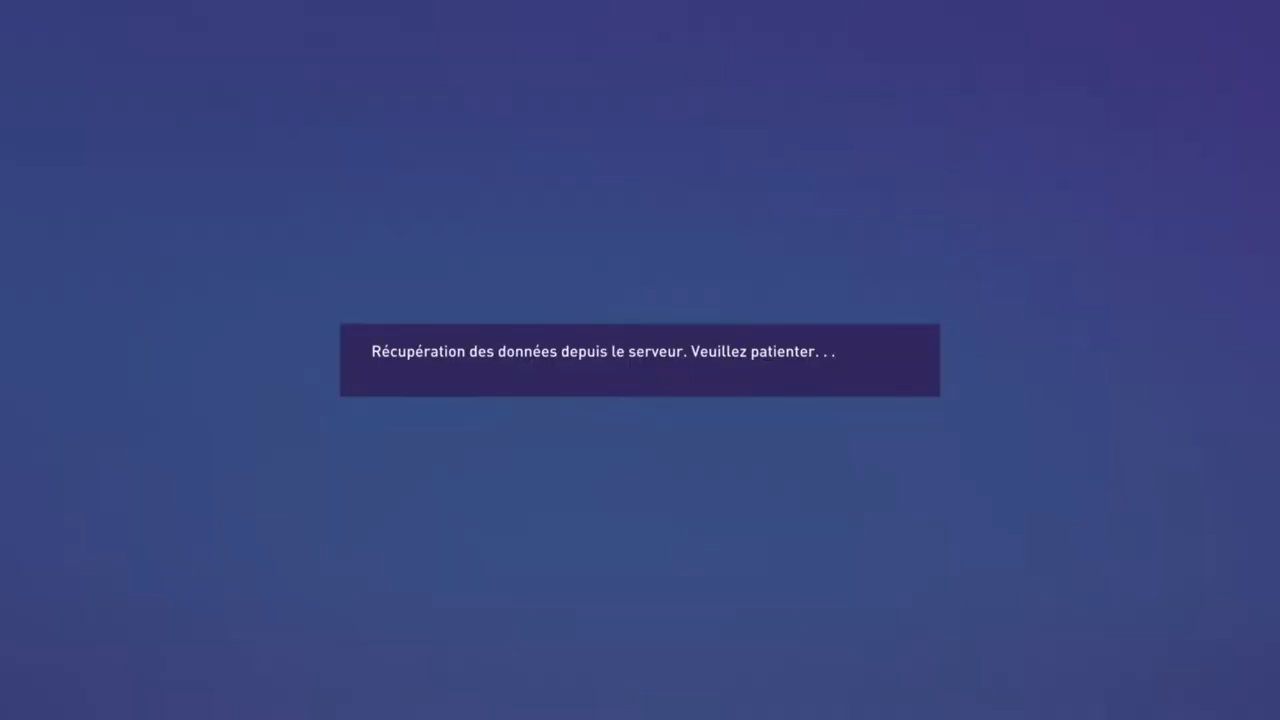 Récupération des données depuis le serveur. Veuillez patienter. . .